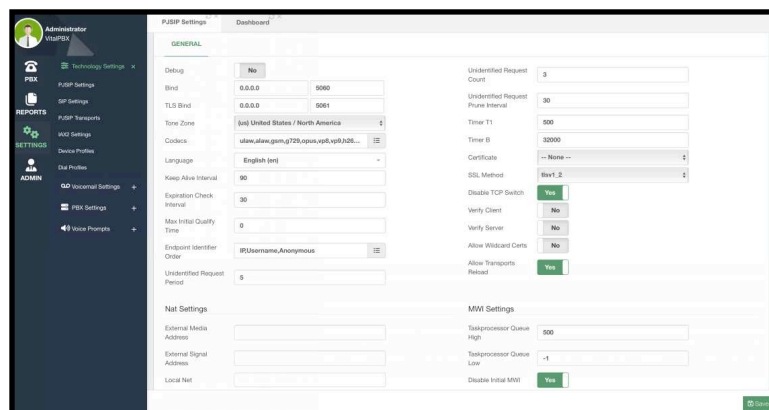 Administrator
VitalPBX
PBX
REPORTS
SETTINGS
ADMIN
Technology Settings ×
PJSIP Settings
SIP Settings
PJSIP Transports
IAX2 Settings
Device Profiles
Dial Profiles
Voicemail Settings +
PBX Settings +
Voice Prompts +
PJSIP Settings Dashboard
GENERAL
Debug No
Bind 0.0.0.0 5060
TLS Bind 0.0.0.0 5061
Tone Zone (us) United States / North America
Codecs ulaw,alaw,gsm,g729,opus,vp8,vp9,h26...
Language English (en)
Keep Alive Interval 90
Expiration Check
Interval
30
Max Initial Qualify
Time
0
Endpoint Identifier
Order
IP,Username,Anonymous
Unidentified Request
Period
5
Unidentified Request
Count
3
Unidentified Request
Prune Interval
30
Timer T1 500
Timer B 32000
Certificate -- None --
SSL Method tlsv1_2
Disable TCP Switch Yes
Verify Client No
Verify Server No
Allow Wildcard Certs No
Allow Transports
Reload
Yes
Nat Settings
External Media
Address
External Signal
Address
Local Net
MWI Settings
Taskprocessor Queue
High
500
Taskprocessor Queue
Low
-1
Disable Initial MWI Yes
Save